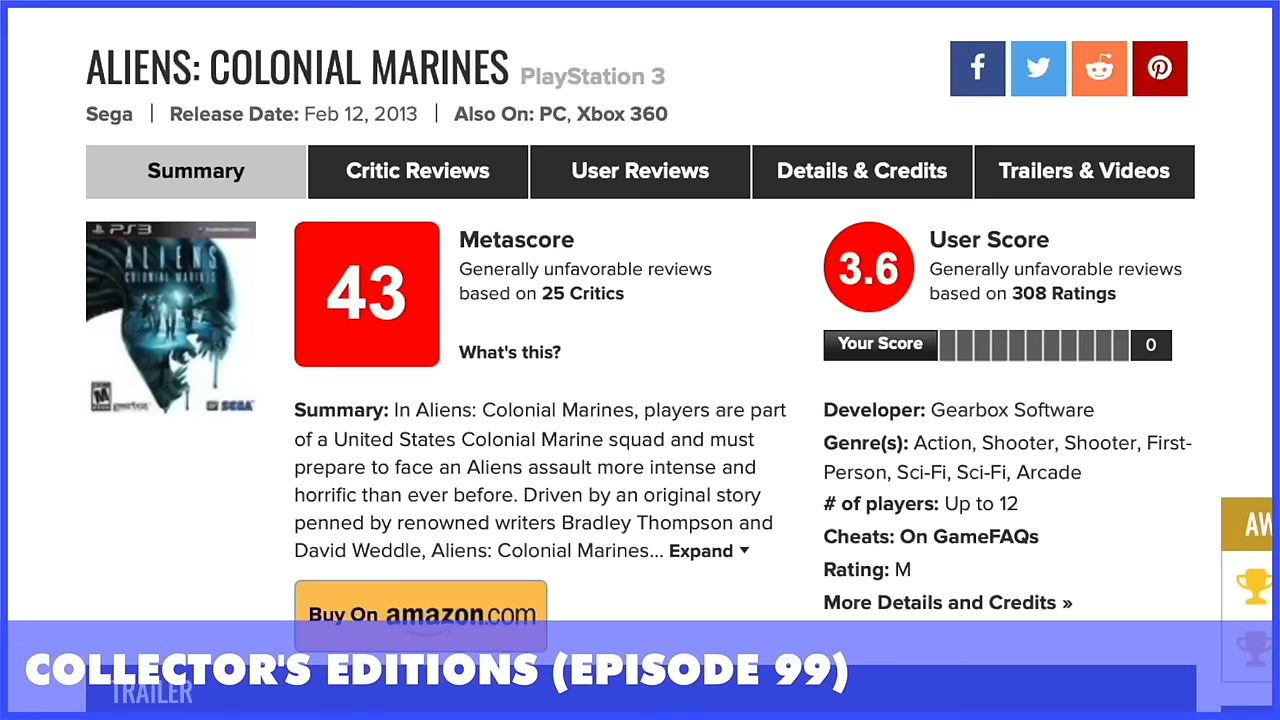 ALIENS: COLONIAL MARINES PlayStation 3
Sega | Release Date: Feb 12, 2013 | Also On: PC, Xbox 360
Summary Critic Reviews User Reviews Details & Credits Trailers & Videos
PS3
ALIENS
COLONIAL MARINES
M
gearbox SEGA
43
Metascore
Generally unfavorable reviews
based on 25 Critics
What's this?
3.6
User Score
Generally unfavorable reviews
based on 308 Ratings
Your Score 0
Summary: In Aliens: Colonial Marines, players are part
of a United States Colonial Marine squad and must
prepare to face an Aliens assault more intense and
horrific than ever before. Driven by an original story
penned by renowned writers Bradley Thompson and
David Weddle, Aliens: Colonial Marines... Expand
Buy On amazon.com
Developer: Gearbox Software
Genre(s): Action, Shooter, Shooter, First-
Person, Sci-Fi, Sci-Fi, Arcade
# of players: Up to 12
Cheats: On GameFAQs
Rating: M
More Details and Credits »
AW
COLLECTOR'S EDITIONS (EPISODE 99)
TRAILER